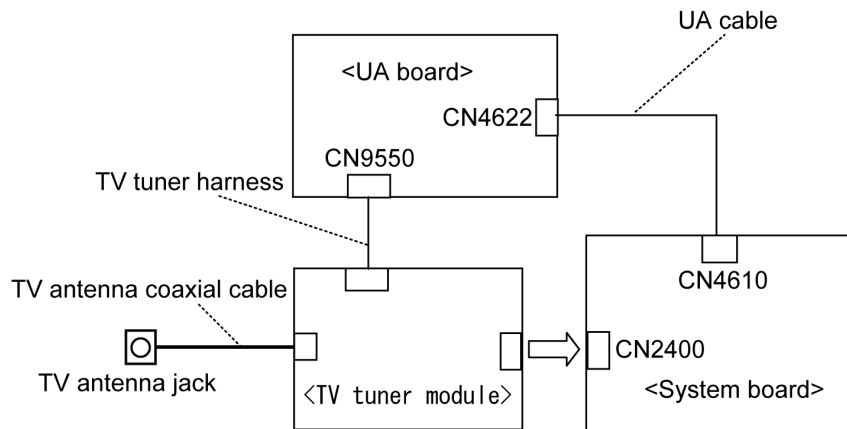 UA cable
<UA board>
CN4622
CN9550
TV tuner harness
CN4610
TV antenna coaxial cable
CN2400
TV antenna jack
<TV tuner module>
<System board>